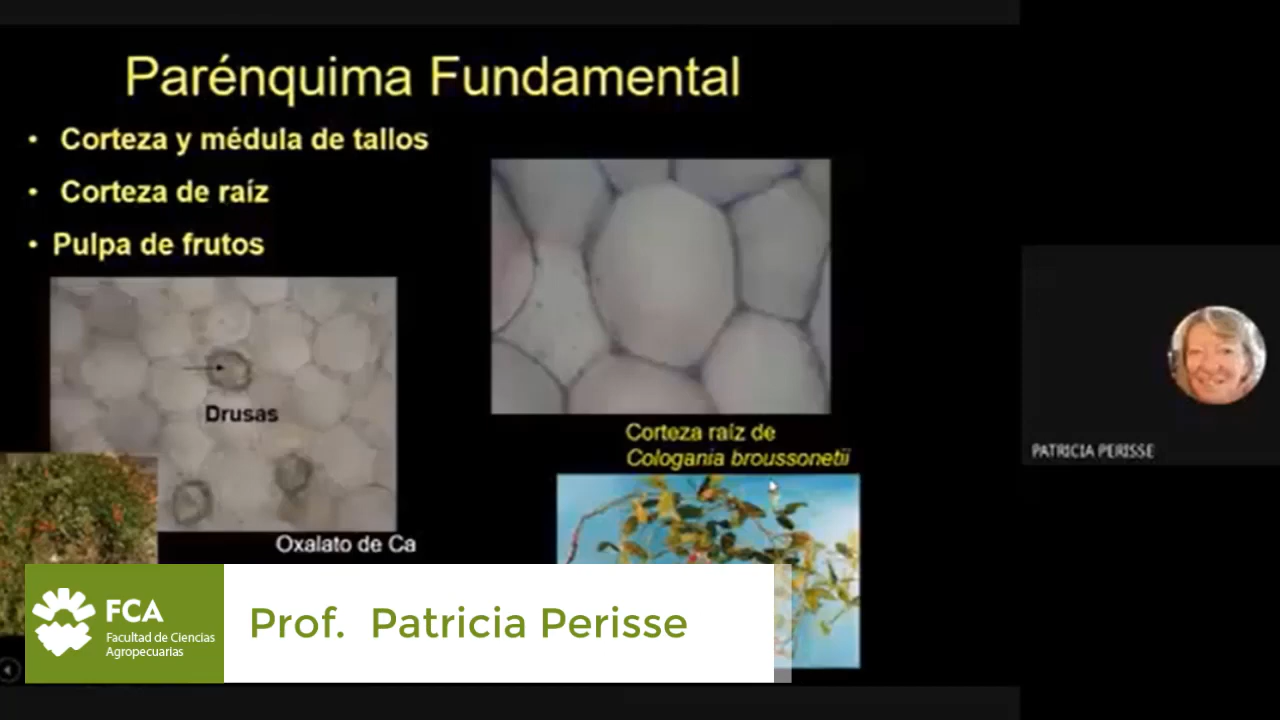 Parénquima Fundamental
• Corteza y médula de tallos
• Corteza de raíz
• Pulpa de frutos
Drusas
Oxalato de Ca
Corteza raíz de
Cologania broussonetii
PATRICIA PERISSE
FCA
Facultad de Ciencias
Agropecuarias
Prof. Patricia Perisse